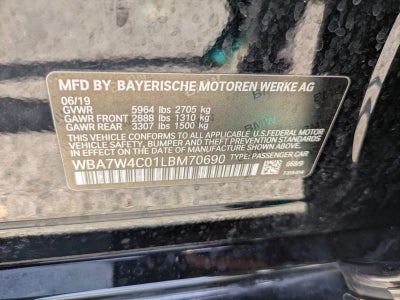 MFD BY BAYERISCHE MOTOREN WERKE AG
06/19
GVWR 5964 lbs 2705 kg
GAWR FRONT 2888 lbs 1310 kg
GAWR REAR 3307 lbs 1500 kg
THIS VEHICLE CONFORMS TO ALL APPLICABLE U.S.FEDERAL MOTOR
VEHICLE SAFETY, BUMPER AND THEFT PREVENTION STANDARDS
IN EFFECT ON THE DATE OF MANUFACTURE SHOWN ABOVE.
WBA7W4C01LBM70690 TYPE: PASSENGER CAR